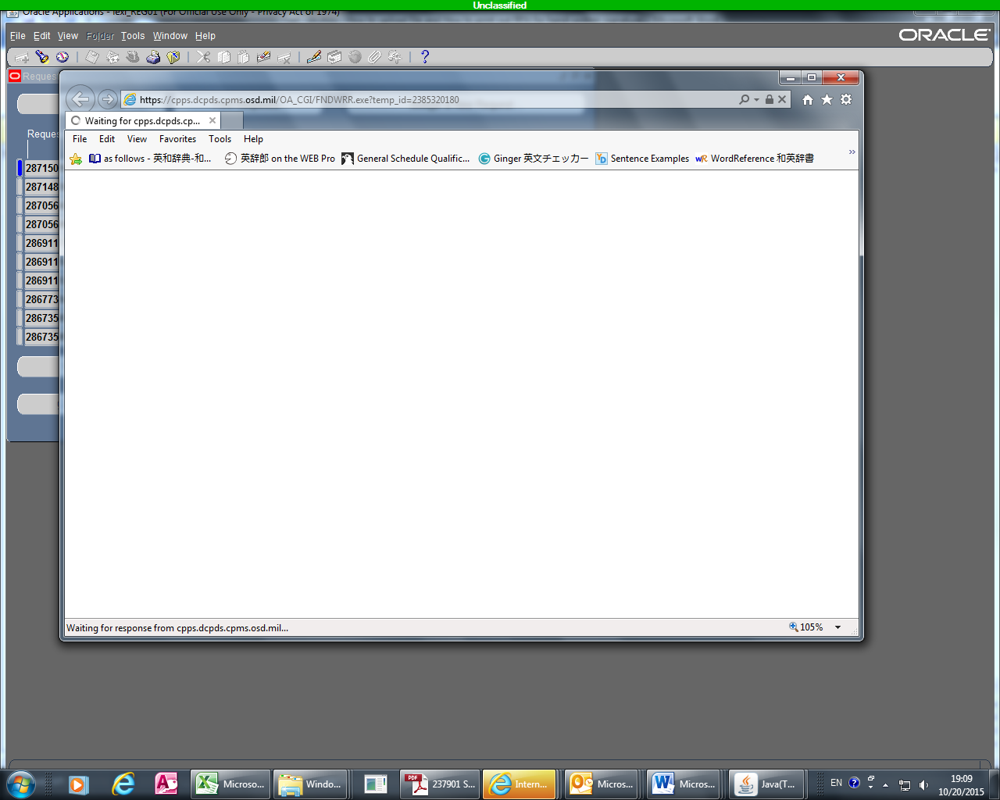 Unclassified
Oracle Applications - lexi_REG01 (For Official Use Only - Privacy Act of 1974)
File Edit View Folder Tools Window Help
ORACLE
Reques
https://cpps.dcpds.cpms.osd.mil/OA_CGI/FNDWRR.exe?temp_id=2385320180
Waiting for cpps.dcpds.cp...
File Edit View Favorites Tools Help
as follows - 英和辞典-和... 英辞郎 on the WEB Pro General Schedule Qualific... Ginger 英文チェッカー Sentence Examples WordReference 和英辞書
Reques
287150
287148
287056
287056
286911
286911
286911
286773
286735
286735
Waiting for response from cpps.dcpds.cpms.osd.mil...
105%
Microso... Windo... 237901 S... Intern... Micros... Micros... Java(T... EN 19:09
10/20/2015